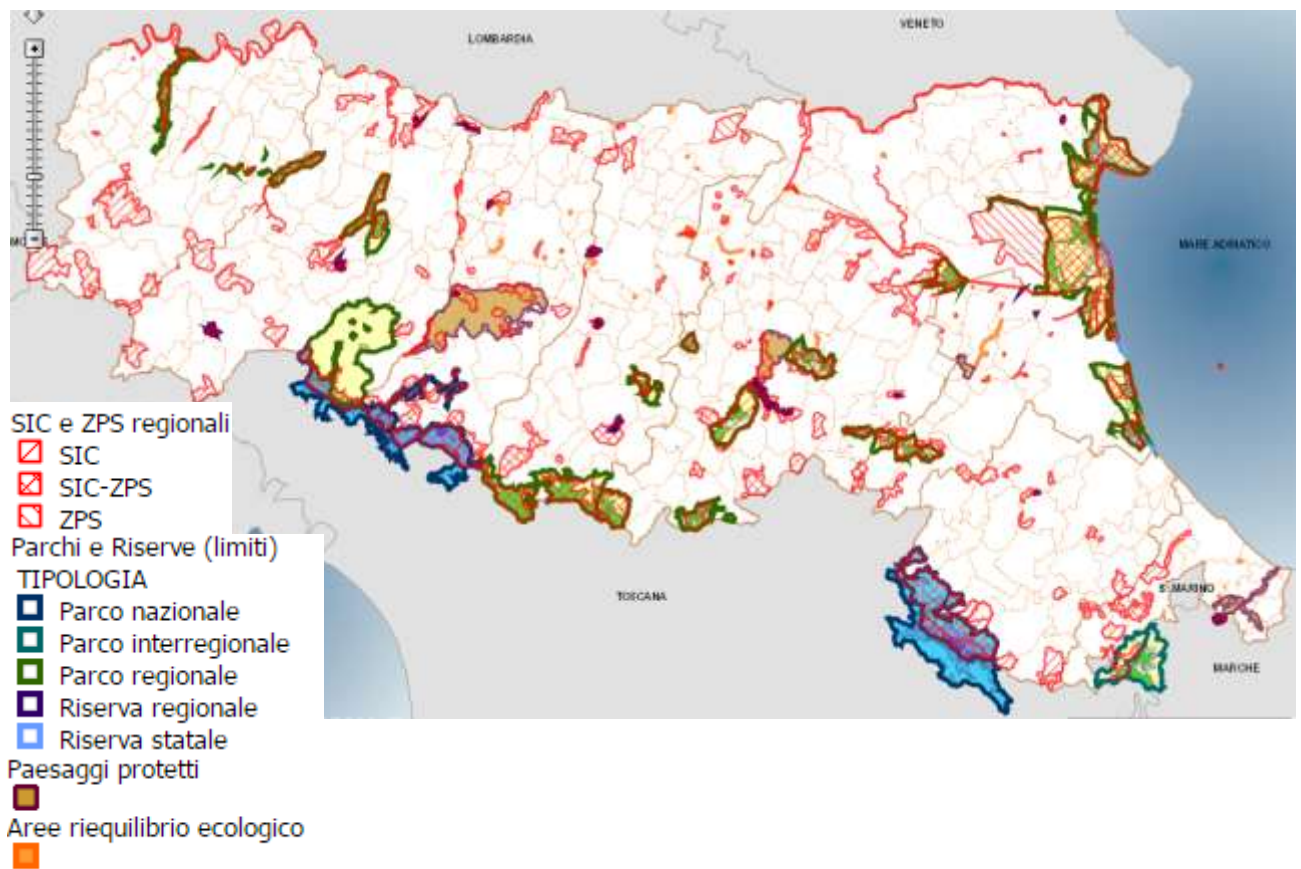 VENETO
LOMBARDIA
MARE ADRIATICO
SIC e ZPS regionali
SIC
SIC-ZPS
ZPS
Parchi e Riserve (limiti)
TIPOLOGIA
Parco nazionale
Parco interregionale
Parco regionale
Riserva regionale
Riserva statale
Paesaggi protetti
Aree riequilibrio ecologico
TOSCANA
S. MARINO
MARCHE